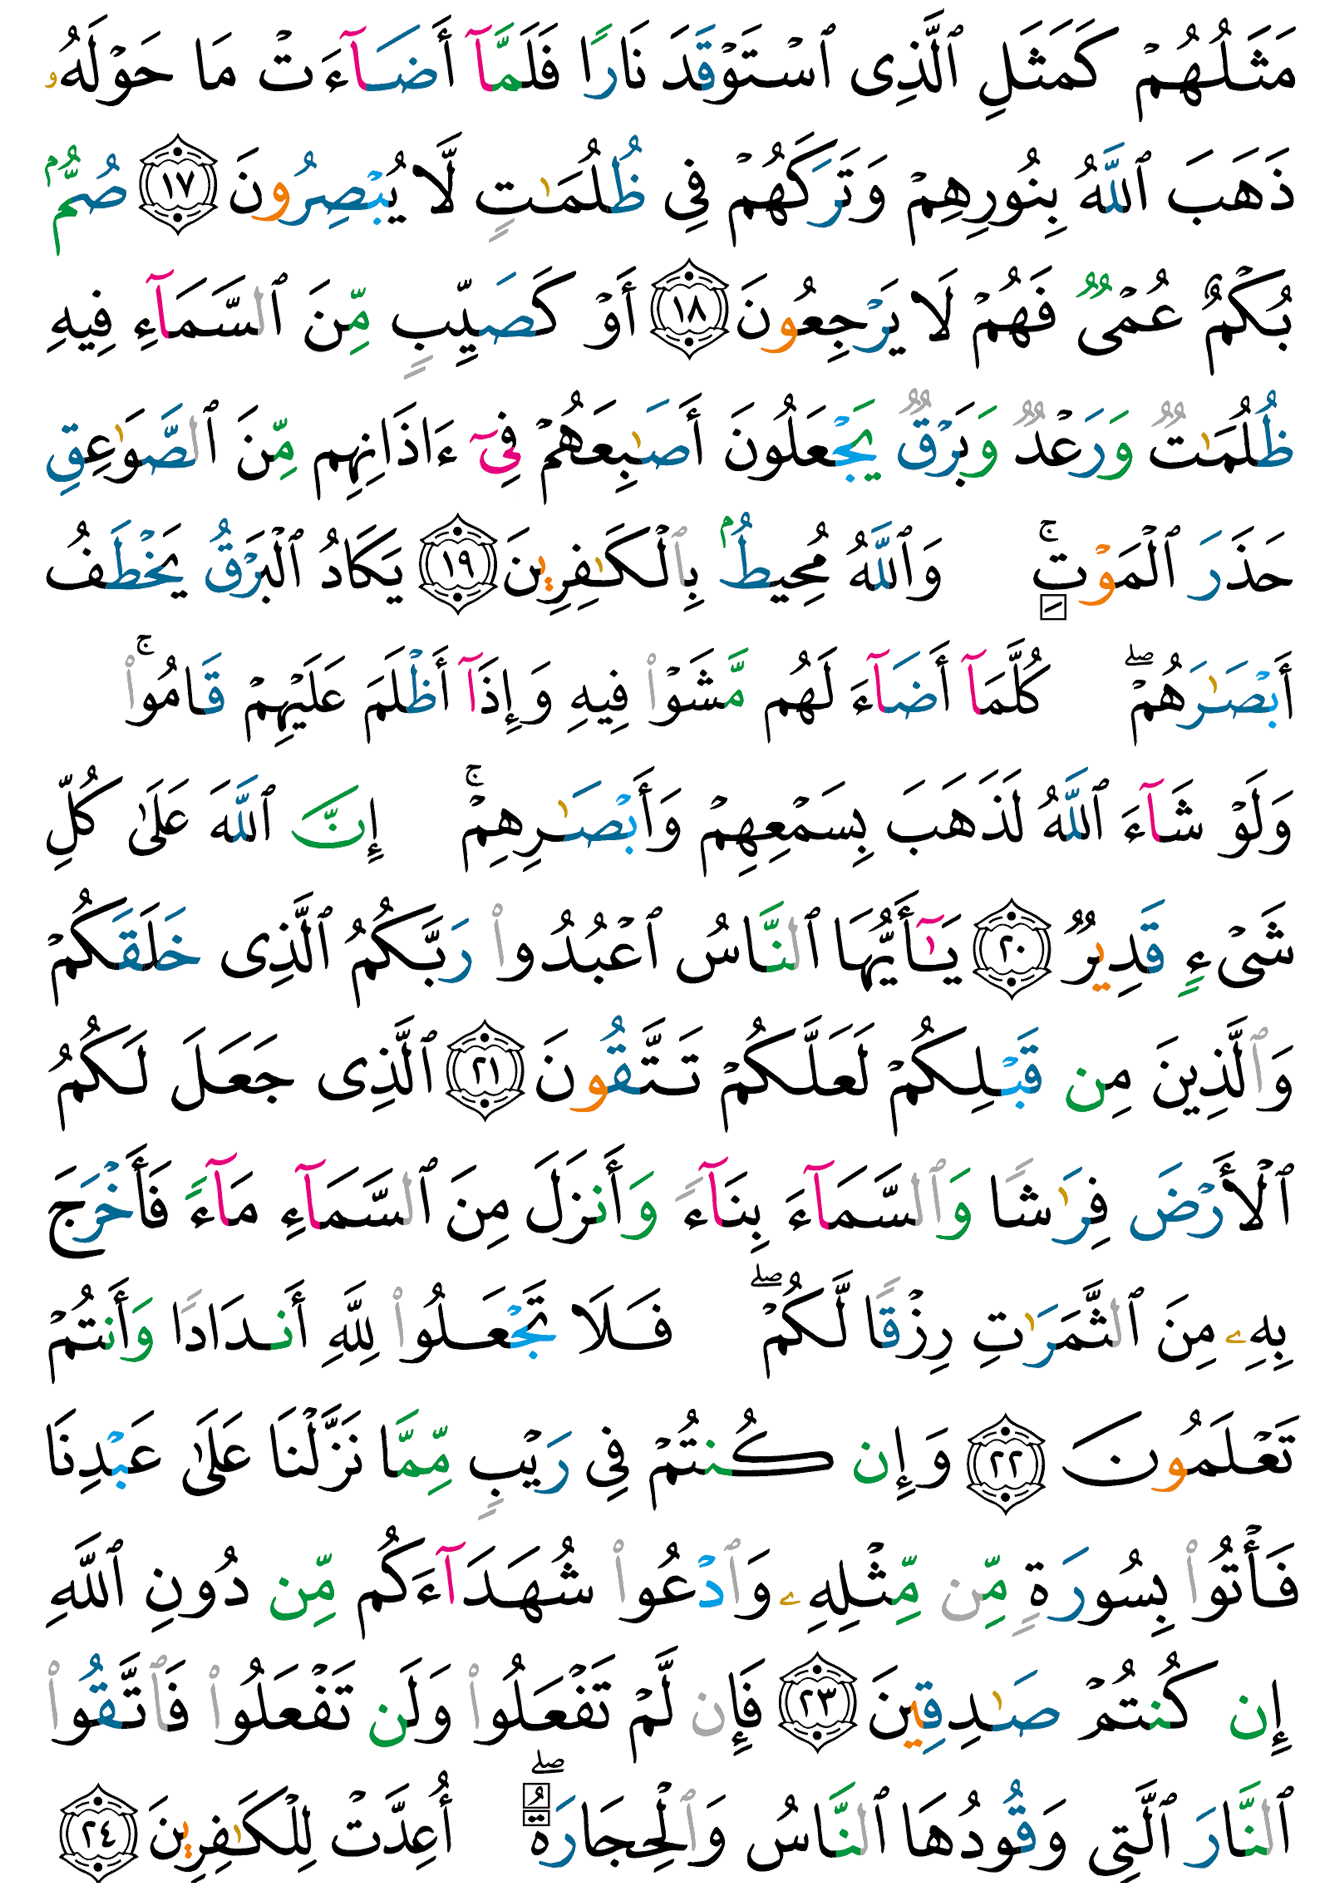 مَثَلُهُمْ كَمَثَلِ ٱلَّذِى ٱسْتَوْقَدَ نَارًا فَلَمَّآ أَضَآءَتْ مَا حَوْلَهُۥ
ذَهَبَ ٱللَّهُ بِنُورِهِمْ وَتَرَكَهُمْ فِى ظُلُمَـٰتٍ لَّا يُبْصِرُونَ ١٧ صُمٌّۢ
بُكْمٌ عُمْىٌ فَهُمْ لَا يَرْجِعُونَ ١٨ أَوْ كَصَيِّبٍ مِّنَ ٱلسَّمَآءِ فِيهِ
ظُلُمَـٰتٌ وَرَعْدٌ وَبَرْقٌ يَجْعَلُونَ أَصَـٰبِعَهُمْ فِىٓ ءَاذَانِهِم مِّنَ ٱلصَّوَٰعِقِ
حَذَرَ ٱلْمَوْتِ ۚ وَٱللَّهُ مُحِيطٌۢ بِٱلْكَـٰفِرِينَ ١٩ يَكَادُ ٱلْبَرْقُ يَخْطَفُ
أَبْصَـٰرَهُمْ ۖ كُلَّمَآ أَضَآءَ لَهُم مَّشَوْا۟ فِيهِ وَإِذَآ أَظْلَمَ عَلَيْهِمْ قَامُوا۟ ۚ
وَلَوْ شَآءَ ٱللَّهُ لَذَهَبَ بِسَمْعِهِمْ وَأَبْصَـٰرِهِمْ ۚ إِنَّ ٱللَّهَ عَلَىٰ كُلِّ
شَىْءٍ قَدِيرٌ ٢٠ يَـٰٓأَيُّهَا ٱلنَّاسُ ٱعْبُدُوا۟ رَبَّكُمُ ٱلَّذِى خَلَقَكُمْ
وَٱلَّذِينَ مِن قَبْلِكُمْ لَعَلَّكُمْ تَتَّقُونَ ٢١ ٱلَّذِى جَعَلَ لَكُمُ
ٱلْأَرْضَ فِرَٰشًا وَٱلسَّمَآءَ بِنَآءً وَأَنزَلَ مِنَ ٱلسَّمَآءِ مَآءً فَأَخْرَجَ
بِهِۦ مِنَ ٱلثَّمَرَٰتِ رِزْقًا لَّكُمْ ۖ فَلَا تَجْعَلُوا۟ لِلَّهِ أَندَادًا وَأَنتُمْ
تَعْلَمُونَ ٢٢ وَإِن كُنتُمْ فِى رَيْبٍ مِّمَّا نَزَّلْنَا عَلَىٰ عَبْدِنَا
فَأْتُوا۟ بِسُورَةٍ مِّن مِّثْلِهِۦ وَٱدْعُوا۟ شُهَدَآءَكُم مِّن دُونِ ٱللَّهِ
إِن كُنتُمْ صَـٰدِقِينَ ٢٣ فَإِن لَّمْ تَفْعَلُوا۟ وَلَن تَفْعَلُوا۟ فَٱتَّقُوا۟
ٱلنَّارَ ٱلَّتِى وَقُودُهَا ٱلنَّاسُ وَٱلْحِجَارَةُ ۖ أُعِدَّتْ لِلْكَـٰفِرِينَ ٢٤